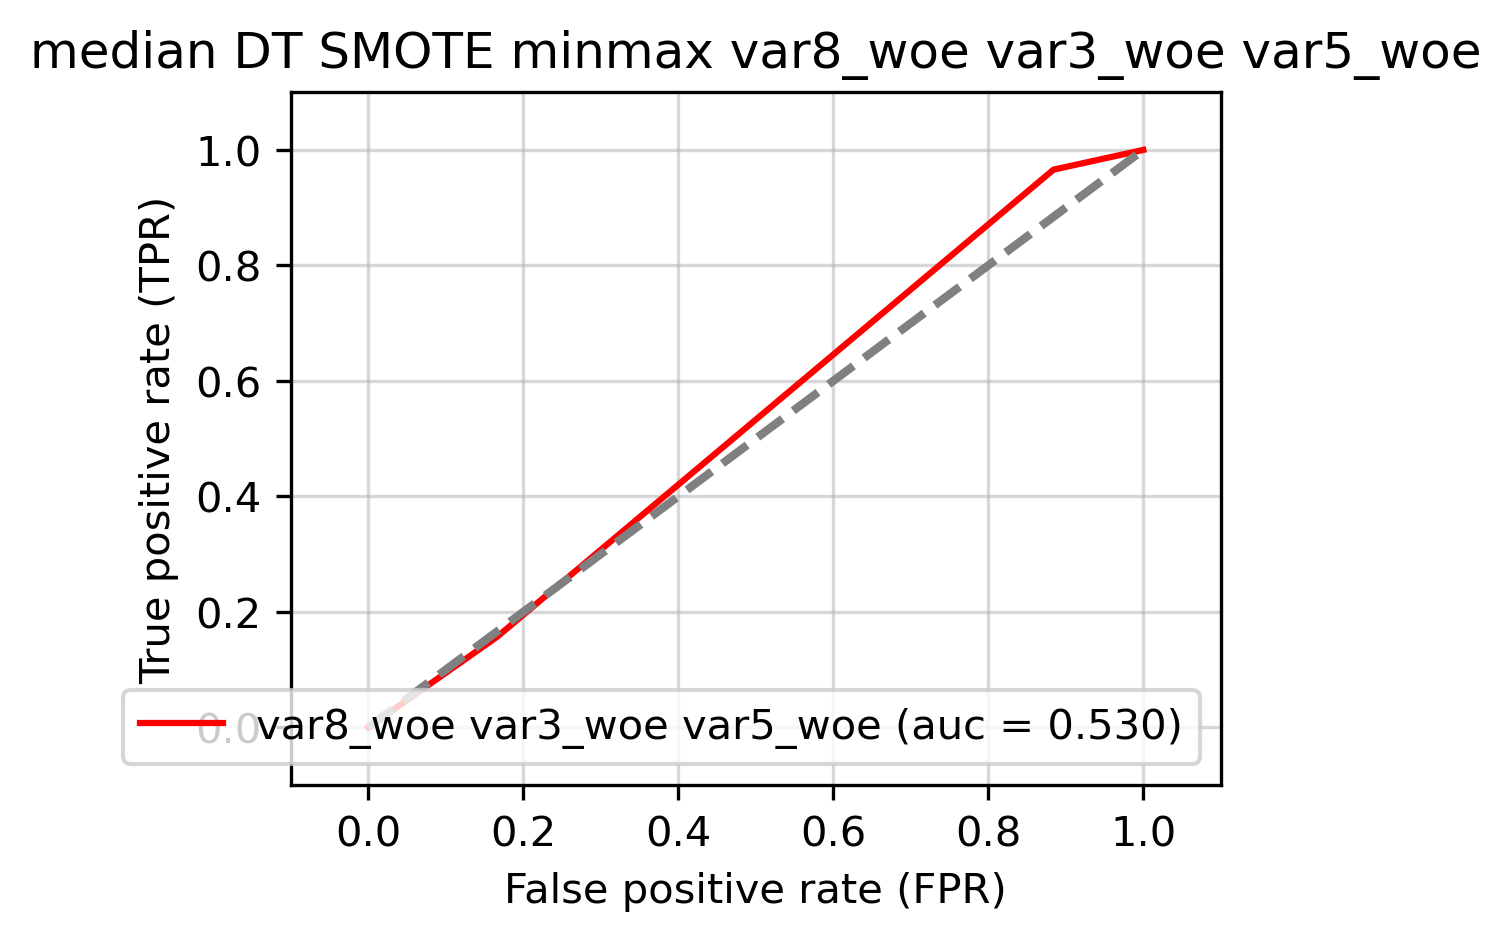 median DT SMOTE minmax var8_woe var3_woe var5_woe
True positive rate (TPR)
1.0
0.8
0.6
0.4
0.2
0.0
var8_woe var3_woe var5_woe (auc = 0.530)
0.0 0.2 0.4 0.6 0.8 1.0
False positive rate (FPR)